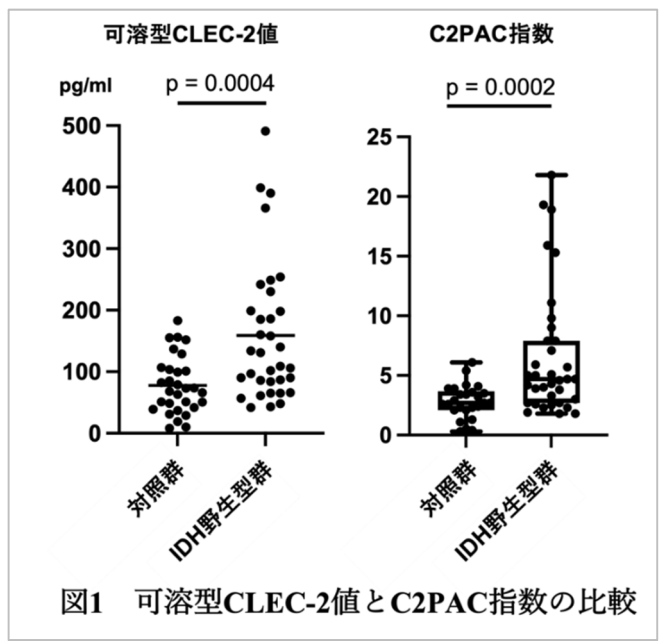 可溶型CLEC-2値
pg/ml
p = 0.0004
500
400
300
200
100
0
対照群
IDH野生型群
C2PAC指数
p = 0.0002
25
20
15
10
5
0
対照群
IDH野生型群
図1 可溶型CLEC-2値とC2PAC指数の比較